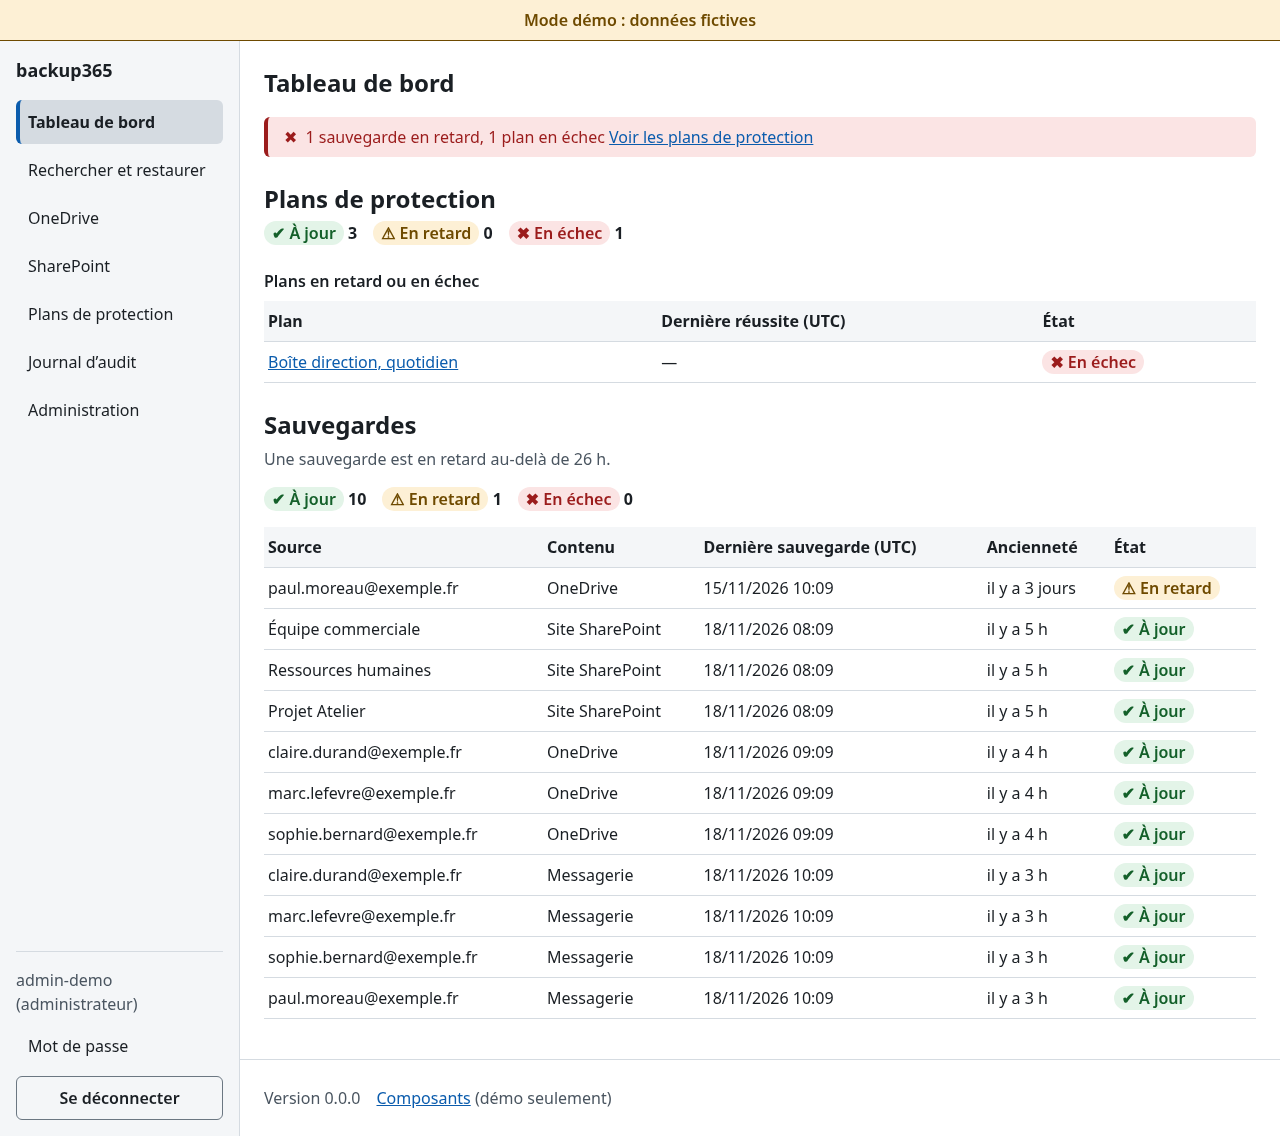 Mode démo : données fictives
backup365
Tableau de bord
Rechercher et restaurer
OneDrive
SharePoint
Plans de protection
Journal d’audit
Administration
admin-demo
(administrateur)
Mot de passe
Se déconnecter
Tableau de bord
✖ 1 sauvegarde en retard, 1 plan en échec Voir les plans de protection
Plans de protection
✔ À jour 3 ⚠ En retard 0 ✖ En échec 1
Plans en retard ou en échec
Plan Dernière réussite (UTC) État
Boîte direction, quotidien — ✖ En échec
Sauvegardes
Une sauvegarde est en retard au-delà de 26 h.
✔ À jour 10 ⚠ En retard 1 ✖ En échec 0
Source Contenu Dernière sauvegarde (UTC) Ancienneté État
paul.moreau@exemple.fr OneDrive 15/11/2026 10:09 il y a 3 jours ⚠ En retard
Équipe commerciale Site SharePoint 18/11/2026 08:09 il y a 5 h ✔ À jour
Ressources humaines Site SharePoint 18/11/2026 08:09 il y a 5 h ✔ À jour
Projet Atelier Site SharePoint 18/11/2026 08:09 il y a 5 h ✔ À jour
claire.durand@exemple.fr OneDrive 18/11/2026 09:09 il y a 4 h ✔ À jour
marc.lefevre@exemple.fr OneDrive 18/11/2026 09:09 il y a 4 h ✔ À jour
sophie.bernard@exemple.fr OneDrive 18/11/2026 09:09 il y a 4 h ✔ À jour
claire.durand@exemple.fr Messagerie 18/11/2026 10:09 il y a 3 h ✔ À jour
marc.lefevre@exemple.fr Messagerie 18/11/2026 10:09 il y a 3 h ✔ À jour
sophie.bernard@exemple.fr Messagerie 18/11/2026 10:09 il y a 3 h ✔ À jour
paul.moreau@exemple.fr Messagerie 18/11/2026 10:09 il y a 3 h ✔ À jour
Version 0.0.0 Composants (démo seulement)